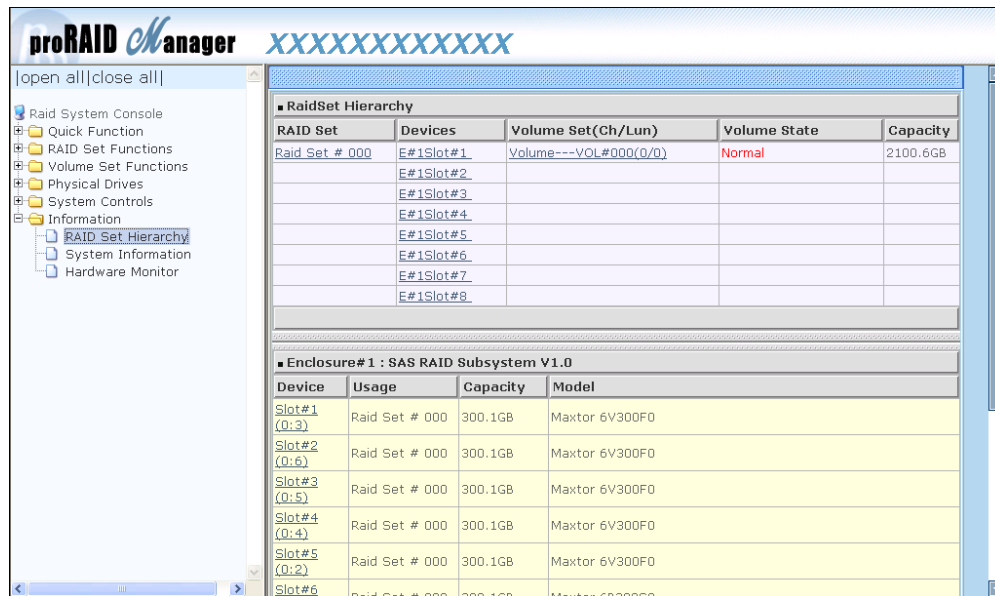 proRAID Manager XXXXXXXXXXXXX
|open all|close all|
Raid System Console
Quick Function
RAID Set Functions
Volume Set Functions
Physical Drives
System Controls
Information
RAID Set Hierarchy
System Information
Hardware Monitor
RaidSet Hierarchy
RAID Set Devices Volume Set(Ch/Lun) Volume State Capacity
Raid Set # 000 E#1Slot#1 Volume---VOL#000(0/0) Normal 2100.6GB
E#1Slot#2
E#1Slot#3
E#1Slot#4
E#1Slot#5
E#1Slot#6
E#1Slot#7
E#1Slot#8
Enclosure#1 : SAS RAID Subsystem V1.0
Device Usage Capacity Model
Slot#1 (0:3) Raid Set # 000 300.1GB Maxtor 6V300F0
Slot#2 (0:6) Raid Set # 000 300.1GB Maxtor 6V300F0
Slot#3 (0:5) Raid Set # 000 300.1GB Maxtor 6V300F0
Slot#4 (0:4) Raid Set # 000 300.1GB Maxtor 6V300F0
Slot#5 (0:2) Raid Set # 000 300.1GB Maxtor 6V300F0
Slot#6 Raid Set # 000 300.1GB Maxtor